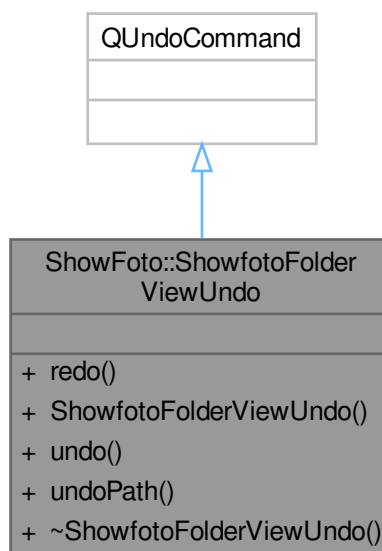 QUndoCommand
ShowFoto::ShowfotoFolder
ViewUndo
+ redo()
+ ShowfotoFolderViewUndo()
+ undo()
+ undoPath()
+ ~ShowfotoFolderViewUndo()